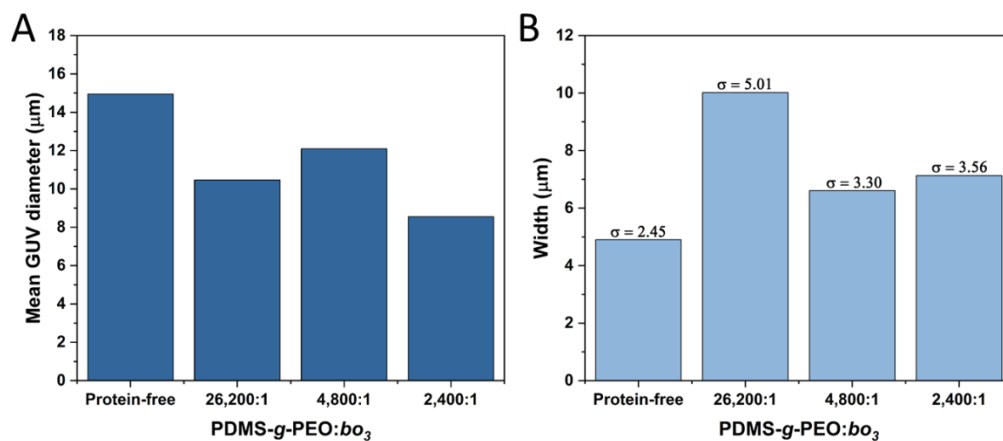 A
Mean GUV diameter (μm)
18
16
14
12
10
8
6
4
2
0
Protein-free 26,200:1 4,800:1 2,400:1
PDMS-g-PEO:bo₃
B
Width (μm)
12
10
8
6
4
2
0
σ = 2.45
σ = 5.01
σ = 3.30
σ = 3.56
Protein-free 26,200:1 4,800:1 2,400:1
PDMS-g-PEO:bo₃